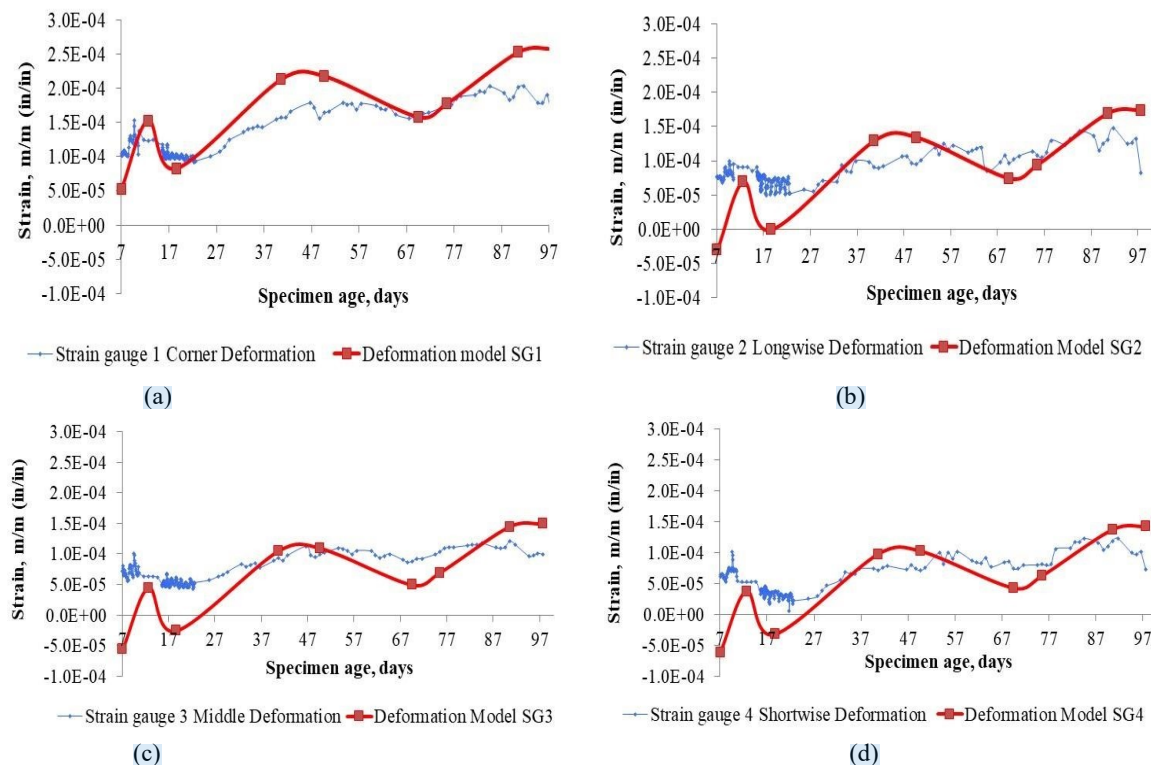 3.0E-04
2.5E-04
2.0E-04
1.5E-04
1.0E-04
5.0E-05
0.0E+00
-5.0E-05
-1.0E-04
Strain, m/m (in/in)
7 17 27 37 47 57 67 77 87 97
Specimen age, days
Strain gauge 1 Corner Deformation Deformation model SG1
(a)
3.0E-04
2.5E-04
2.0E-04
1.5E-04
1.0E-04
5.0E-05
0.0E+00
-5.0E-05
-1.0E-04
Strain, m/m (in/in)
7 17 27 37 47 57 67 77 87 97
Specimen age, days
Strain gauge 2 Longwise Deformation Deformation Model SG2
(b)
3.0E-04
2.5E-04
2.0E-04
1.5E-04
1.0E-04
5.0E-05
0.0E+00
-5.0E-05
-1.0E-04
Strain, m/m (in/in)
7 17 27 37 47 57 67 77 87 97
Specimen age, days
Strain gauge 3 Middle Deformation Deformation Model SG3
(c)
3.0E-04
2.5E-04
2.0E-04
1.5E-04
1.0E-04
5.0E-05
0.0E+00
-5.0E-05
-1.0E-04
Strain, m/m (in/in)
7 17 27 37 47 57 67 77 87 97
Specimen age, days
Strain gauge 4 Shortwise Deformation Deformation Model SG4
(d)